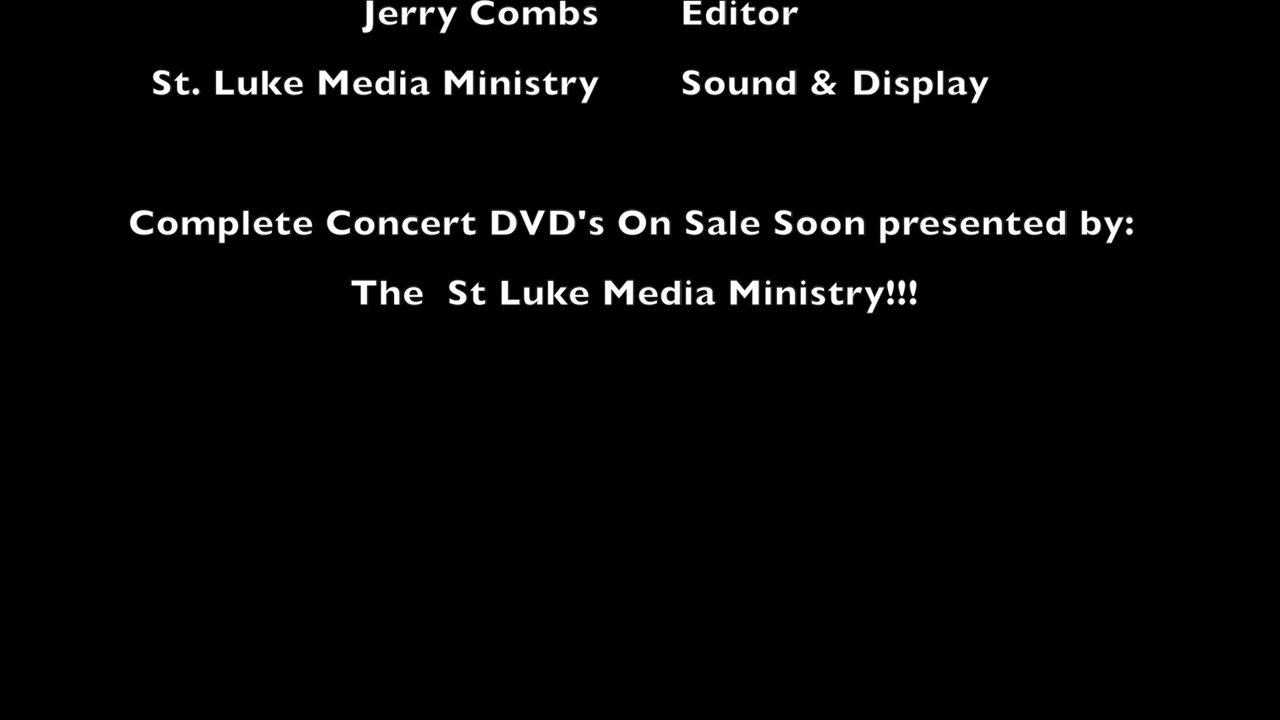 Jerry Combs Editor
St. Luke Media Ministry Sound & Display
Complete Concert DVD's On Sale Soon presented by:
The  St Luke Media Ministry!!!